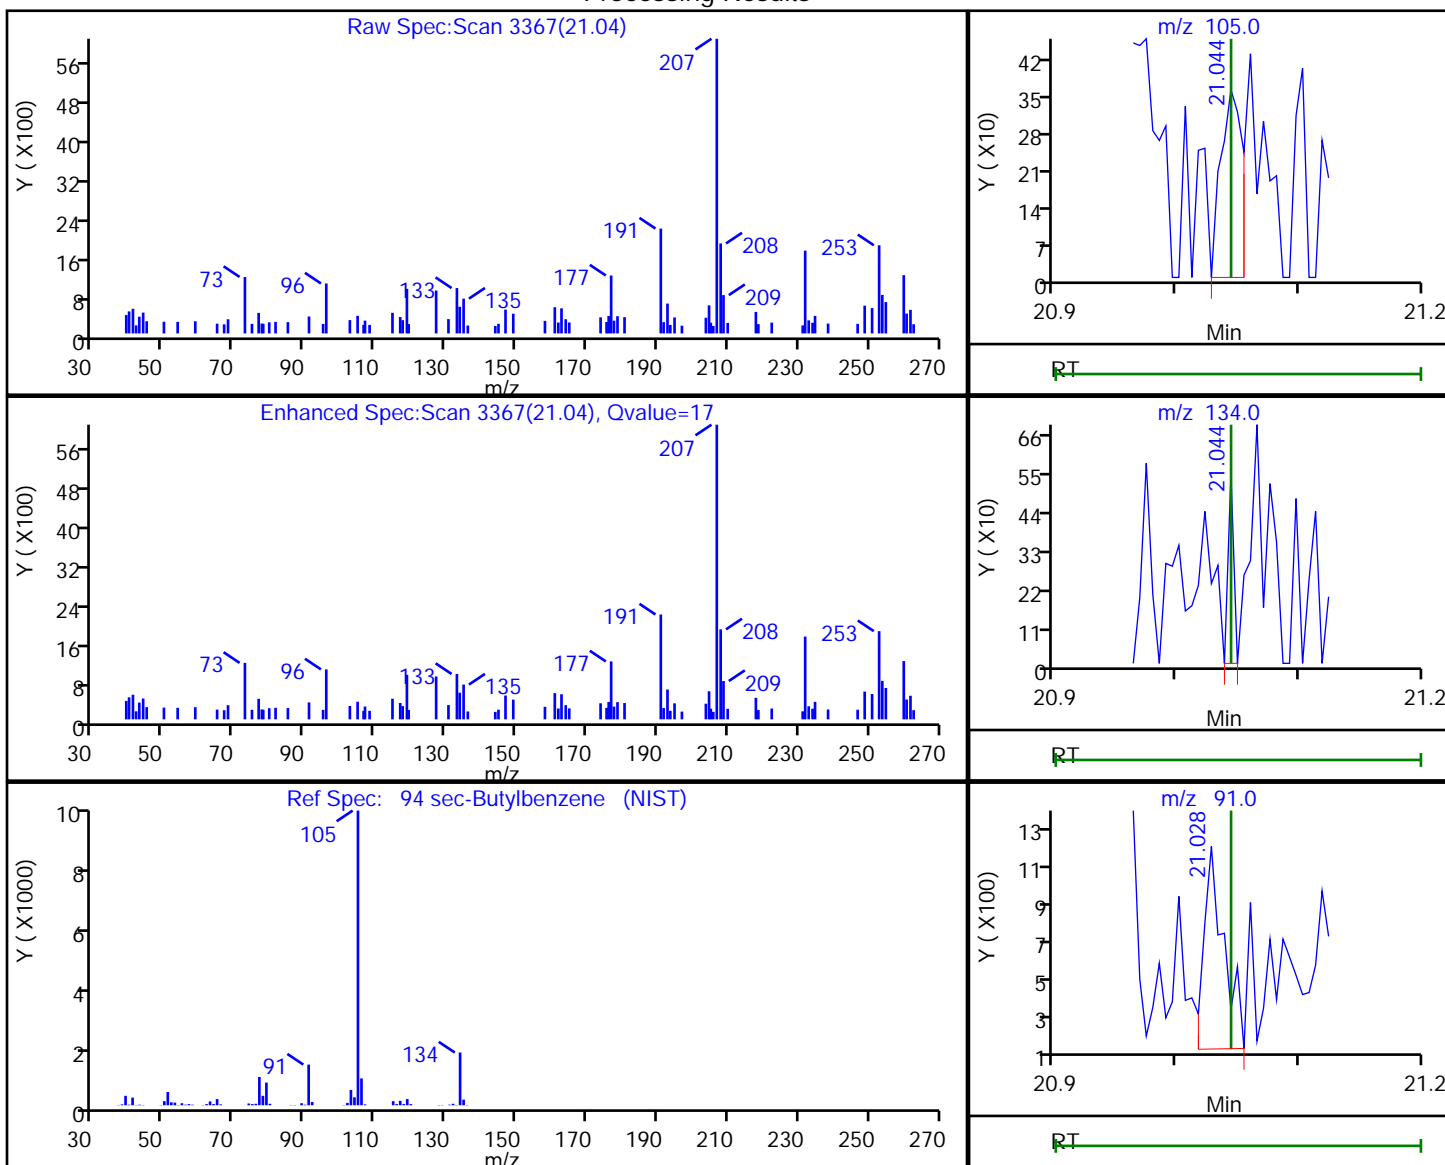 Processing Results
Raw Spec:Scan 3367(21.04)
Y ( X100)
56
48
40
32
24
16
8
0
207
191
208
253
177
209
73
96
133
135
30 50 70 90 110 130 150 170 190 210 230 250 270
m/z
m/z 105.0
Y ( X10)
42
35
28
21
14
7
0
21.044
20.9 21.2
Min
RT
Enhanced Spec:Scan 3367(21.04), Qvalue=17
Y ( X100)
56
48
40
32
24
16
8
0
207
191
208
253
177
209
73
96
133
135
30 50 70 90 110 130 150 170 190 210 230 250 270
m/z
m/z 134.0
Y ( X10)
66
55
44
33
22
11
0
21.044
20.9 21.2
Min
RT
Ref Spec: 94 sec-Butylbenzene (NIST)
Y ( X1000)
10
8
6
4
2
0
105
91
134
30 50 70 90 110 130 150 170 190 210 230 250 270
m/z
m/z 91.0
Y ( X100)
13
11
9
7
5
3
1
21.028
20.9 21.2
Min
RT